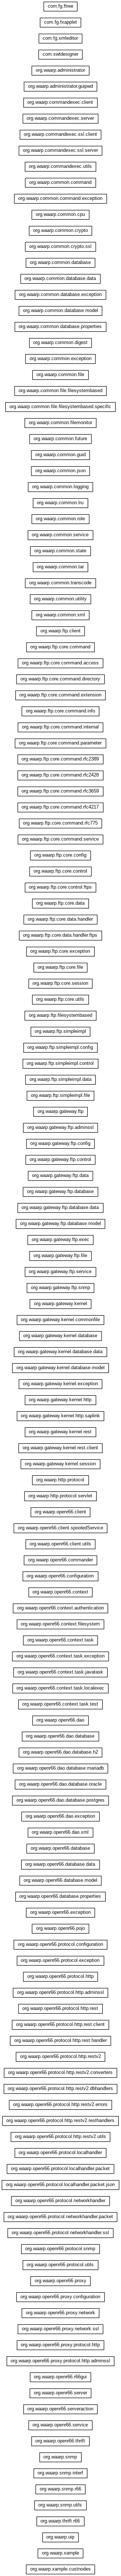 com.fg.ftree
com.fg.fxapplet
com.fg.xmleditor
com.swtdesigner
org.waarp.administrator
org.waarp.administrator.guipwd
org.waarp.commandexec.client
org.waarp.commandexec.server
org.waarp.commandexec.ssl.client
org.waarp.commandexec.ssl.server
org.waarp.commandexec.utils
org.waarp.common.command
org.waarp.common.command.exception
org.waarp.common.cpu
org.waarp.common.crypto
org.waarp.common.crypto.ssl
org.waarp.common.database
org.waarp.common.database.data
org.waarp.common.database.exception
org.waarp.common.database.model
org.waarp.common.database.properties
org.waarp.common.digest
org.waarp.common.exception
org.waarp.common.file
org.waarp.common.file.filesystembased
org.waarp.common.file.filesystembased.specific
org.waarp.common.filemonitor
org.waarp.common.future
org.waarp.common.guid
org.waarp.common.json
org.waarp.common.logging
org.waarp.common.lru
org.waarp.common.role
org.waarp.common.service
org.waarp.common.state
org.waarp.common.tar
org.waarp.common.transcode
org.waarp.common.utility
org.waarp.common.xml
org.waarp.ftp.client
org.waarp.ftp.core.command
org.waarp.ftp.core.command.access
org.waarp.ftp.core.command.directory
org.waarp.ftp.core.command.extension
org.waarp.ftp.core.command.info
org.waarp.ftp.core.command.internal
org.waarp.ftp.core.command.parameter
org.waarp.ftp.core.command.rfc2389
org.waarp.ftp.core.command.rfc2428
org.waarp.ftp.core.command.rfc3659
org.waarp.ftp.core.command.rfc4217
org.waarp.ftp.core.command.rfc775
org.waarp.ftp.core.command.service
org.waarp.ftp.core.config
org.waarp.ftp.core.control
org.waarp.ftp.core.control.ftps
org.waarp.ftp.core.data
org.waarp.ftp.core.data.handler
org.waarp.ftp.core.data.handler.ftps
org.waarp.ftp.core.exception
org.waarp.ftp.core.file
org.waarp.ftp.core.session
org.waarp.ftp.core.utils
org.waarp.ftp.filesystembased
org.waarp.ftp.simpleimpl
org.waarp.ftp.simpleimpl.config
org.waarp.ftp.simpleimpl.control
org.waarp.ftp.simpleimpl.data
org.waarp.ftp.simpleimpl.file
org.waarp.gateway.ftp
org.waarp.gateway.ftp.adminssl
org.waarp.gateway.ftp.config
org.waarp.gateway.ftp.control
org.waarp.gateway.ftp.data
org.waarp.gateway.ftp.database
org.waarp.gateway.ftp.database.data
org.waarp.gateway.ftp.database.model
org.waarp.gateway.ftp.exec
org.waarp.gateway.ftp.file
org.waarp.gateway.ftp.service
org.waarp.gateway.ftp.snmp
org.waarp.gateway.kernel
org.waarp.gateway.kernel.commonfile
org.waarp.gateway.kernel.database
org.waarp.gateway.kernel.database.data
org.waarp.gateway.kernel.database.model
org.waarp.gateway.kernel.exception
org.waarp.gateway.kernel.http
org.waarp.gateway.kernel.http.saplink
org.waarp.gateway.kernel.rest
org.waarp.gateway.kernel.rest.client
org.waarp.gateway.kernel.session
org.waarp.http.protocol
org.waarp.http.protocol.servlet
org.waarp.openr66.client
org.waarp.openr66.client.spooledService
org.waarp.openr66.client.utils
org.waarp.openr66.commander
org.waarp.openr66.configuration
org.waarp.openr66.context
org.waarp.openr66.context.authentication
org.waarp.openr66.context.filesystem
org.waarp.openr66.context.task
org.waarp.openr66.context.task.exception
org.waarp.openr66.context.task.javatask
org.waarp.openr66.context.task.localexec
org.waarp.openr66.context.task.test
org.waarp.openr66.dao
org.waarp.openr66.dao.database
org.waarp.openr66.dao.database.h2
org.waarp.openr66.dao.database.mariadb
org.waarp.openr66.dao.database.oracle
org.waarp.openr66.dao.database.postgres
org.waarp.openr66.dao.exception
org.waarp.openr66.dao.xml
org.waarp.openr66.database
org.waarp.openr66.database.data
org.waarp.openr66.database.model
org.waarp.openr66.database.properties
org.waarp.openr66.exception
org.waarp.openr66.pojo
org.waarp.openr66.protocol.configuration
org.waarp.openr66.protocol.exception
org.waarp.openr66.protocol.http
org.waarp.openr66.protocol.http.adminssl
org.waarp.openr66.protocol.http.rest
org.waarp.openr66.protocol.http.rest.client
org.waarp.openr66.protocol.http.rest.handler
org.waarp.openr66.protocol.http.restv2
org.waarp.openr66.protocol.http.restv2.converters
org.waarp.openr66.protocol.http.restv2.dbhandlers
org.waarp.openr66.protocol.http.restv2.errors
org.waarp.openr66.protocol.http.restv2.resthandlers
org.waarp.openr66.protocol.http.restv2.utils
org.waarp.openr66.protocol.localhandler
org.waarp.openr66.protocol.localhandler.packet
org.waarp.openr66.protocol.localhandler.packet.json
org.waarp.openr66.protocol.networkhandler
org.waarp.openr66.protocol.networkhandler.packet
org.waarp.openr66.protocol.networkhandler.ssl
org.waarp.openr66.protocol.snmp
org.waarp.openr66.protocol.utils
org.waarp.openr66.proxy
org.waarp.openr66.proxy.configuration
org.waarp.openr66.proxy.network
org.waarp.openr66.proxy.network.ssl
org.waarp.openr66.proxy.protocol.http
org.waarp.openr66.proxy.protocol.http.adminssl
org.waarp.openr66.r66gui
org.waarp.openr66.server
org.waarp.openr66.serveraction
org.waarp.openr66.service
org.waarp.openr66.thrift
org.waarp.snmp
org.waarp.snmp.interf
org.waarp.snmp.r66
org.waarp.snmp.utils
org.waarp.thrift.r66
org.waarp.uip
org.waarp.xample
org.waarp.xample.custnodes